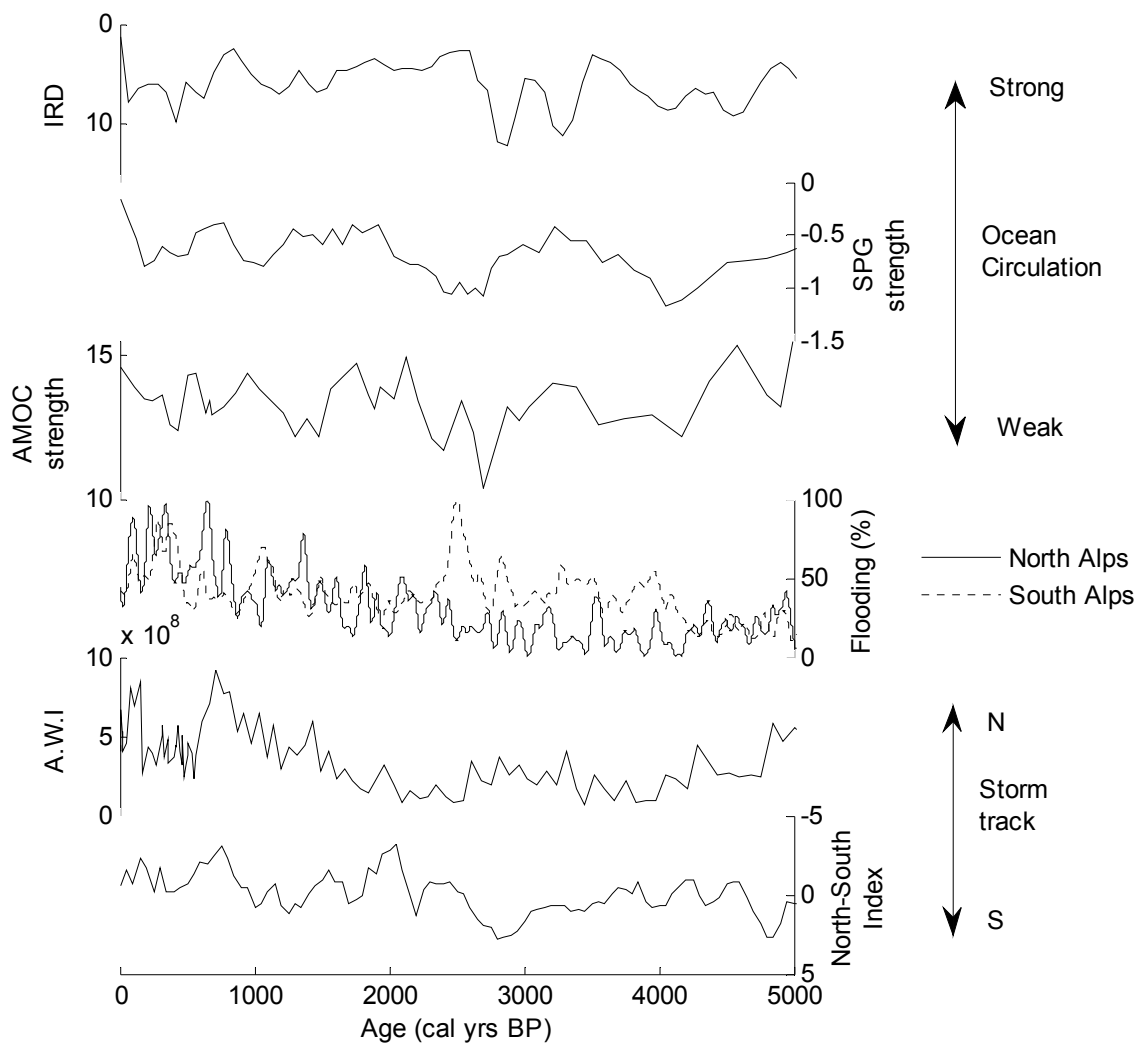 0
IRD
10
Strong
0
-0.5
-1
-1.5
SPG
strength
Ocean
Circulation
15
AMOC
strength
10
Weak
100
50
0
Flooding (%)
North Alps
South Alps
x 10^8
10
A.W.I
5
0
N
Storm
track
S
-5
0
5
North-South
Index
0 1000 2000 3000 4000 5000
Age (cal yrs BP)